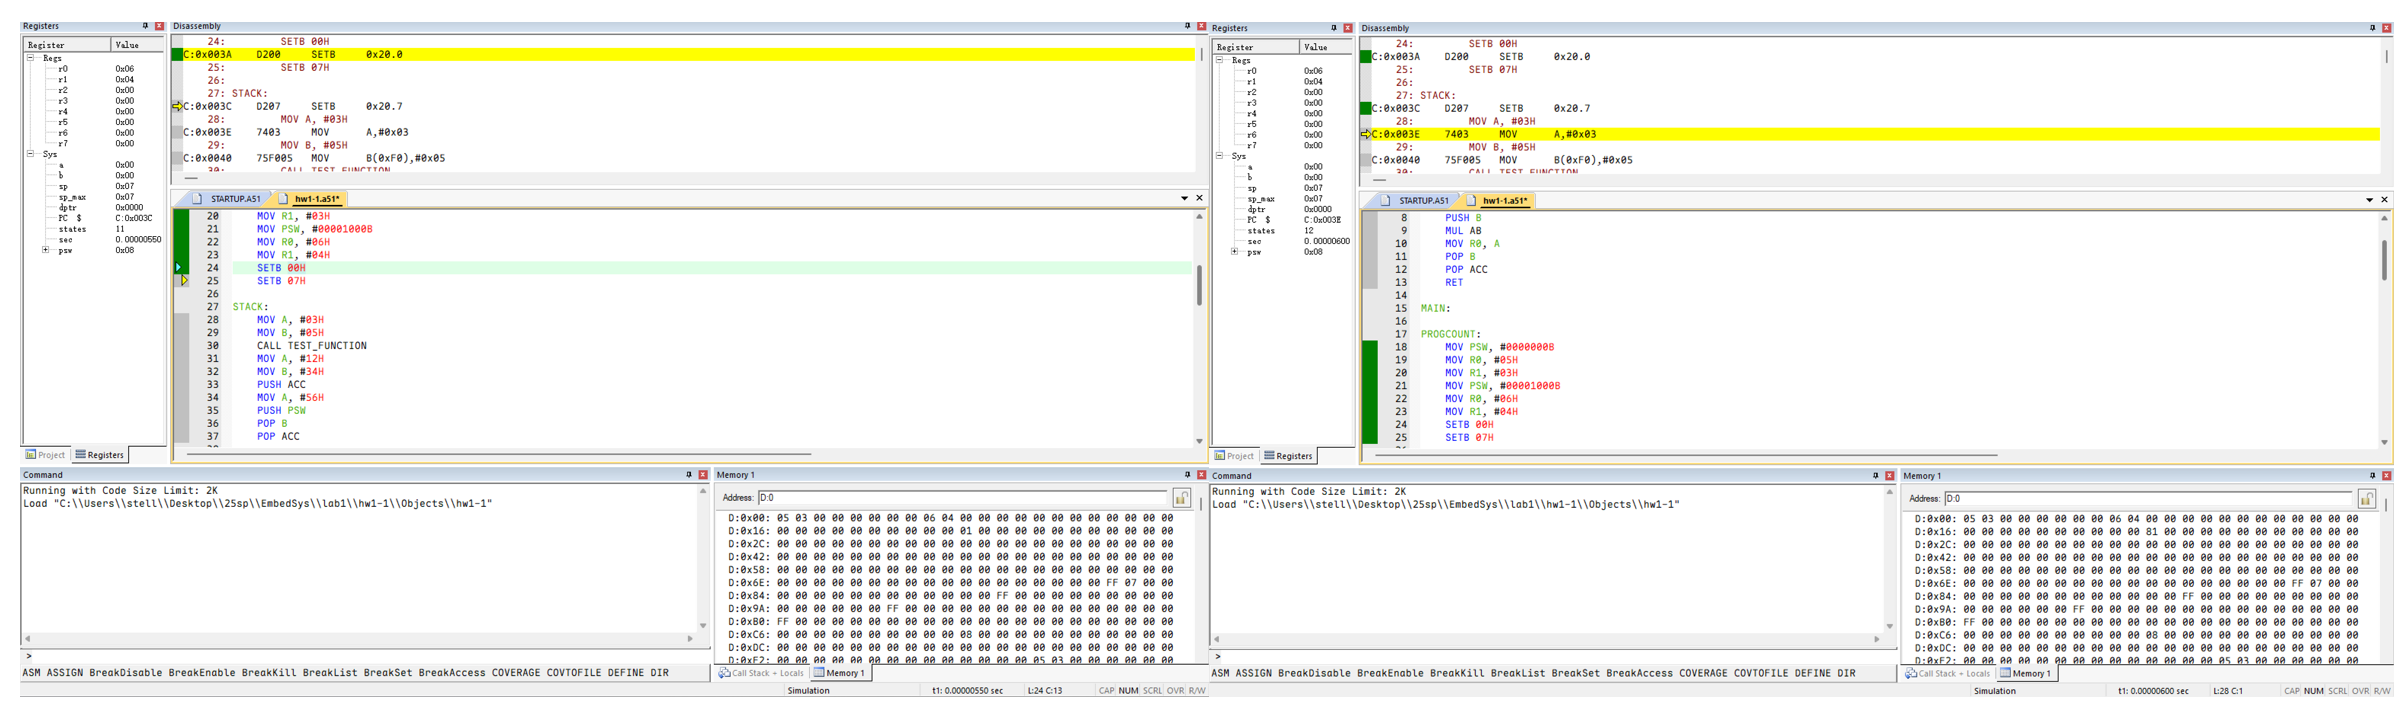 Registers
Register Value
Regs
r0 0x06
r1 0x04
r2 0x00
r3 0x00
r4 0x00
r5 0x00
r6 0x00
r7 0x00
Sys
a 0x00
b 0x00
sp 0x07
sp_max 0x07
dptr 0x0000
PC $ C:0x003C
states 11
sec 0.00000550
psw 0x08
Project Registers
Disassembly
24: SETB 00H
C:0x003A D200 SETB 0x20.0
25: SETB 07H
26:
27: STACK:
C:0x003C D207 SETB 0x20.7
28: MOV A, #03H
C:0x003E 7403 MOV A,#0x03
29: MOV B, #05H
C:0x0040 75F005 MOV B(0xF0),#0x05
30: CALL TEST_FUNCTION
STARTUP.A51 hw1-1.a51*
20 MOV R1, #03H
21 MOV PSW, #00001000B
22 MOV R0, #06H
23 MOV R1, #04H
24 SETB 00H
25 SETB 07H
26
27 STACK:
28 MOV A, #03H
29 MOV B, #05H
30 CALL TEST_FUNCTION
31 MOV A, #12H
32 MOV B, #34H
33 PUSH ACC
34 MOV A, #56H
35 PUSH PSW
36 POP B
37 POP ACC
Command
Running with Code Size Limit: 2K
Load "C:\\Users\\stell\\Desktop\\25sp\\EmbedSys\\lab1\\hw1-1\\Objects\\hw1-1"
>
ASM ASSIGN BreakDisable BreakEnable BreakKill BreakList BreakSet BreakAccess COVERAGE COVTOFILE DEFINE DIR
Memory 1
Address: D:0
D:0x00: 05 03 00 00 00 00 00 00 06 04 00 00 00 00 00 00 00 00 00 00 00 00
D:0x16: 00 00 00 00 00 00 00 00 00 00 01 00 00 00 00 00 00 00 00 00 00 00
D:0x2C: 00 00 00 00 00 00 00 00 00 00 00 00 00 00 00 00 00 00 00 00 00 00
D:0x42: 00 00 00 00 00 00 00 00 00 00 00 00 00 00 00 00 00 00 00 00 00 00
D:0x58: 00 00 00 00 00 00 00 00 00 00 00 00 00 00 00 00 00 00 00 00 00 00
D:0x6E: 00 00 00 00 00 00 00 00 00 00 00 00 00 00 00 00 00 00 FF 07 00 00
D:0x84: 00 00 00 00 00 00 00 00 00 00 00 00 FF 00 00 00 00 00 00 00 00 00
D:0x9A: 00 00 00 00 00 00 FF 00 00 00 00 00 00 00 00 00 00 00 00 00 00 00
D:0xB0: FF 00 00 00 00 00 00 00 00 00 00 00 00 00 00 00 00 00 00 00 00 00
D:0xC6: 00 00 00 00 00 00 00 00 00 00 08 00 00 00 00 00 00 00 00 00 00 00
D:0xDC: 00 00 00 00 00 00 00 00 00 00 00 00 00 00 00 00 00 00 00 00 00 00
D:0xF2: 00 00 00 00 00 00 00 00 00 00 00 00 00 00 05 03 00 00 00 00 00 00
Call Stack + Locals Memory 1
Simulation t1: 0.00000550 sec L:24 C:13 CAP NUM SCRL OVR R/W
Registers
Register Value
Regs
r0 0x06
r1 0x04
r2 0x00
r3 0x00
r4 0x00
r5 0x00
r6 0x00
r7 0x00
Sys
a 0x00
b 0x00
sp 0x07
sp_max 0x07
dptr 0x0000
PC $ C:0x003E
states 12
sec 0.00000600
psw 0x08
Project Registers
Disassembly
24: SETB 00H
C:0x003A D200 SETB 0x20.0
25: SETB 07H
26:
27: STACK:
C:0x003C D207 SETB 0x20.7
28: MOV A, #03H
C:0x003E 7403 MOV A,#0x03
29: MOV B, #05H
C:0x0040 75F005 MOV B(0xF0),#0x05
30: CALL TEST_FUNCTION
STARTUP.A51 hw1-1.a51*
8 PUSH B
9 MUL AB
10 MOV R0, A
11 POP B
12 POP ACC
13 RET
14
15 MAIN:
16
17 PROGCOUNT:
18 MOV PSW, #0000000B
19 MOV R0, #05H
20 MOV R1, #03H
21 MOV PSW, #00001000B
22 MOV R0, #06H
23 MOV R1, #04H
24 SETB 00H
25 SETB 07H
Command
Running with Code Size Limit: 2K
Load "C:\\Users\\stell\\Desktop\\25sp\\EmbedSys\\lab1\\hw1-1\\Objects\\hw1-1"
>
ASM ASSIGN BreakDisable BreakEnable BreakKill BreakList BreakSet BreakAccess COVERAGE COVTOFILE DEFINE DIR
Memory 1
Address: D:0
D:0x00: 05 03 00 00 00 00 00 00 06 04 00 00 00 00 00 00 00 00 00 00 00 00
D:0x16: 00 00 00 00 00 00 00 00 00 00 81 00 00 00 00 00 00 00 00 00 00 00
D:0x2C: 00 00 00 00 00 00 00 00 00 00 00 00 00 00 00 00 00 00 00 00 00 00
D:0x42: 00 00 00 00 00 00 00 00 00 00 00 00 00 00 00 00 00 00 00 00 00 00
D:0x58: 00 00 00 00 00 00 00 00 00 00 00 00 00 00 00 00 00 00 00 00 00 00
D:0x6E: 00 00 00 00 00 00 00 00 00 00 00 00 00 00 00 00 00 00 FF 07 00 00
D:0x84: 00 00 00 00 00 00 00 00 00 00 00 00 FF 00 00 00 00 00 00 00 00 00
D:0x9A: 00 00 00 00 00 00 FF 00 00 00 00 00 00 00 00 00 00 00 00 00 00 00
D:0xB0: FF 00 00 00 00 00 00 00 00 00 00 00 00 00 00 00 00 00 00 00 00 00
D:0xC6: 00 00 00 00 00 00 00 00 00 00 08 00 00 00 00 00 00 00 00 00 00 00
D:0xDC: 00 00 00 00 00 00 00 00 00 00 00 00 00 00 00 00 00 00 00 00 00 00
D:0xF2: 00 00 00 00 00 00 00 00 00 00 00 00 00 00 05 03 00 00 00 00 00 00
Call Stack + Locals Memory 1
Simulation t1: 0.00000600 sec L:28 C:1 CAP NUM SCRL OVR R/W